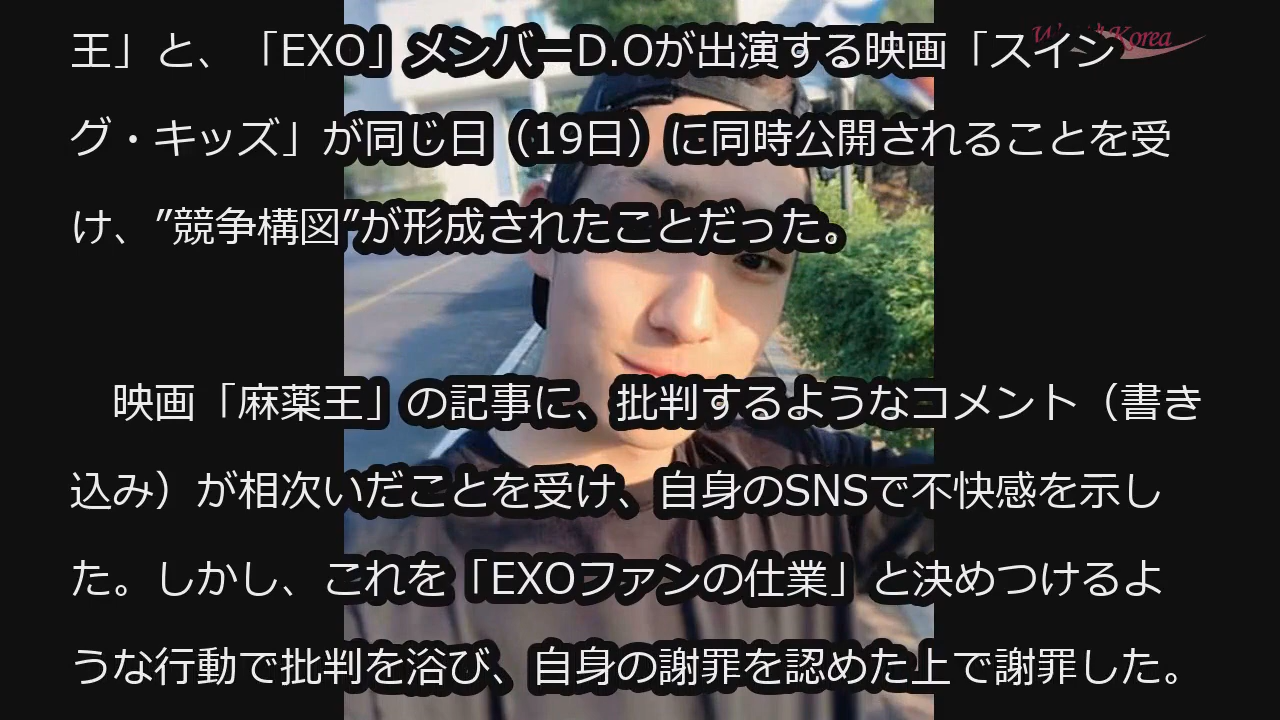 王」と、「EXO」メンバーD.Oが出演する映画「スイン
グ・キッズ」が同じ日（19日）に同時公開されることを受
け、”競争構図”が形成されたことだった。
映画「麻薬王」の記事に、批判するようなコメント（書き
込み）が相次いだことを受け、自身のSNSで不快感を示し
た。しかし、これを「EXOファンの仕業」と決めつけるよ
うな行動で批判を浴び、自身の謝罪を認めた上で謝罪した。
Korea